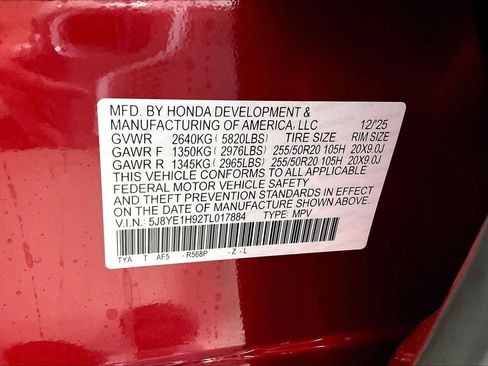 MFD. BY HONDA DEVELOPMENT &
MANUFACTURING OF AMERICA, LLC 12/25
GVWR 2640KG ( 5820LBS) TIRE SIZE RIM SIZE
GAWR F 1350KG ( 2976LBS) 255/50R20 105H 20X9.0J
GAWR R 1345KG ( 2965LBS) 255/50R20 105H 20X9.0J
THIS VEHICLE CONFORMS TO ALL APPLICABLE
FEDERAL MOTOR VEHICLE SAFETY
AND THEFT PREVENTION STANDARDS IN EFFECT
ON THE DATE OF MANUFACTURE SHOWN ABOVE.
V.I.N.: 5J8YE1H92TL017884 TYPE: MPV
TYA T AF5 - R568P - Z - L